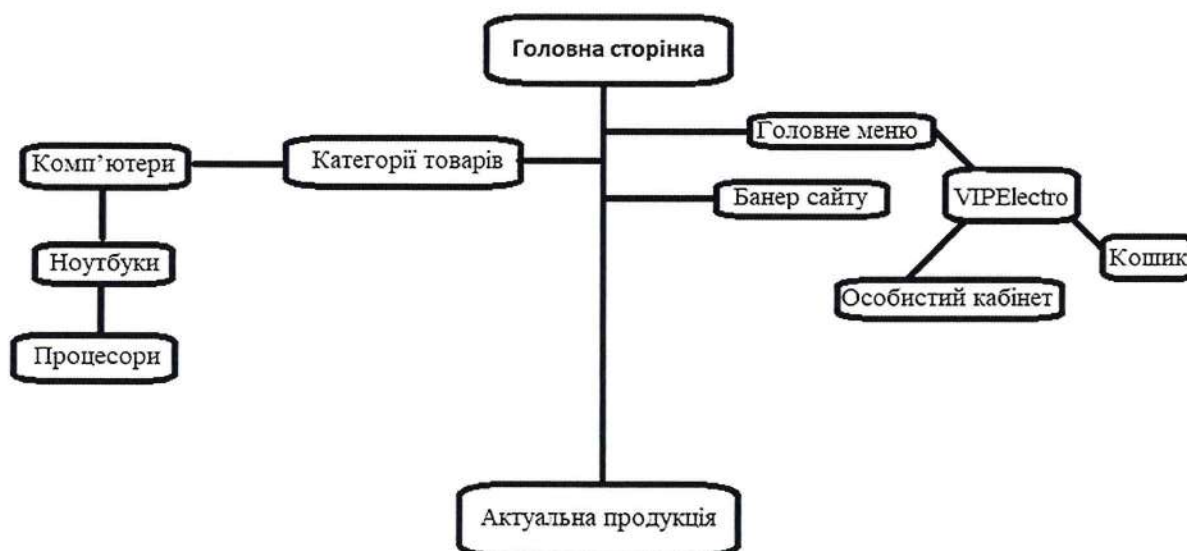 Головна сторінка
Головне меню
Комп’ютери
Категорії товарів
Банер сайту
VIPElectro
Ноутбуки
Кошик
Особистий кабінет
Процесори
Актуальна продукція